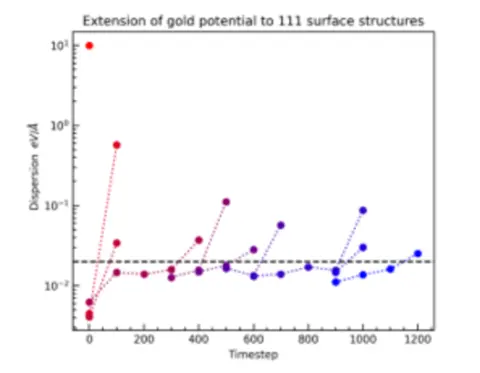 Extension of gold potential to 111 surface structures
10¹
10⁰
10⁻¹
10⁻²
Dispersion eV/Å
0 200 400 600 800 1000 1200
Timestep